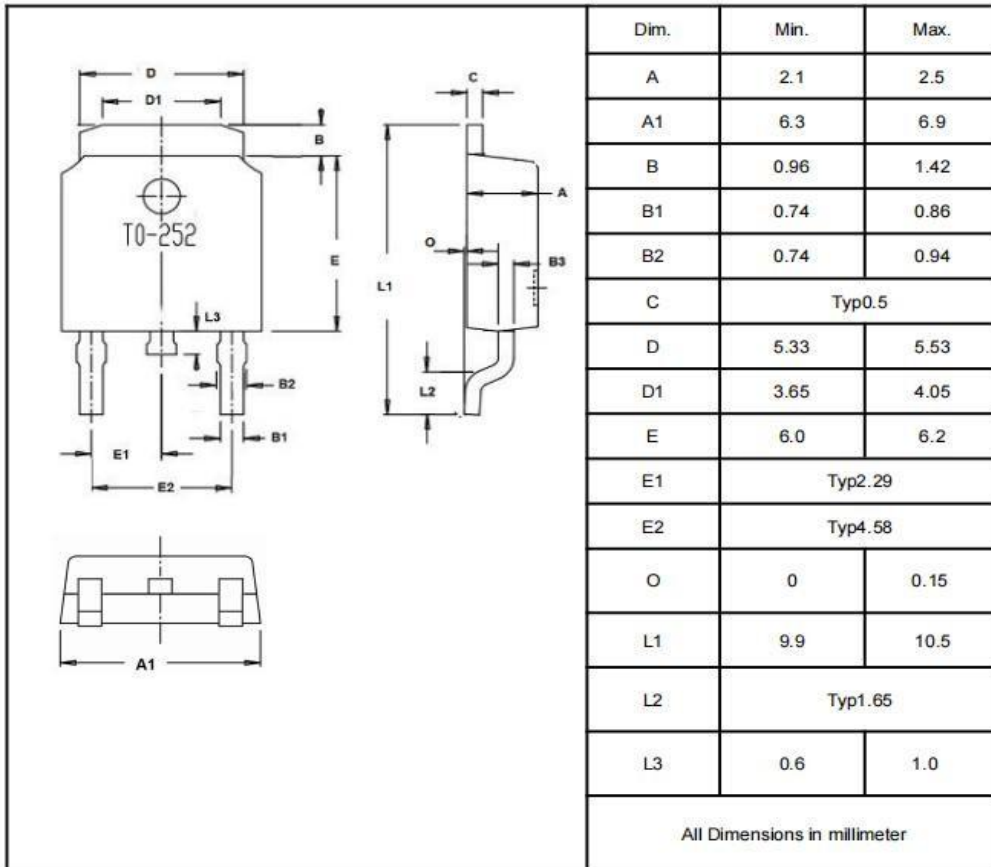 D
D1
B
C
A
TO-252
E
L1
O
B3
L3
B2
L2
B1
E1
E2
A1
Dim. Min. Max.
A 2.1 2.5
A1 6.3 6.9
B 0.96 1.42
B1 0.74 0.86
B2 0.74 0.94
C Typ0.5
D 5.33 5.53
D1 3.65 4.05
E 6.0 6.2
E1 Typ2.29
E2 Typ4.58
O 0 0.15
L1 9.9 10.5
L2 Typ1.65
L3 0.6 1.0
All Dimensions in millimeter